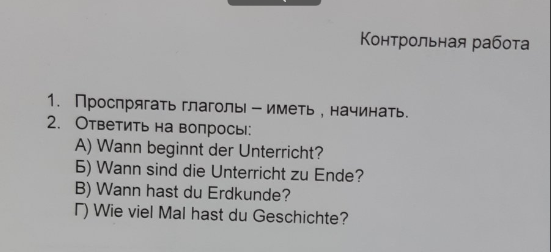 Контрольная работа
1. Проспрягать глаголы – иметь , начинать.
2. Ответить на вопросы:
А) Wann beginnt der Unterricht?
Б) Wann sind die Unterricht zu Ende?
В) Wann hast du Erdkunde?
Г) Wie viel Mal hast du Geschichte?